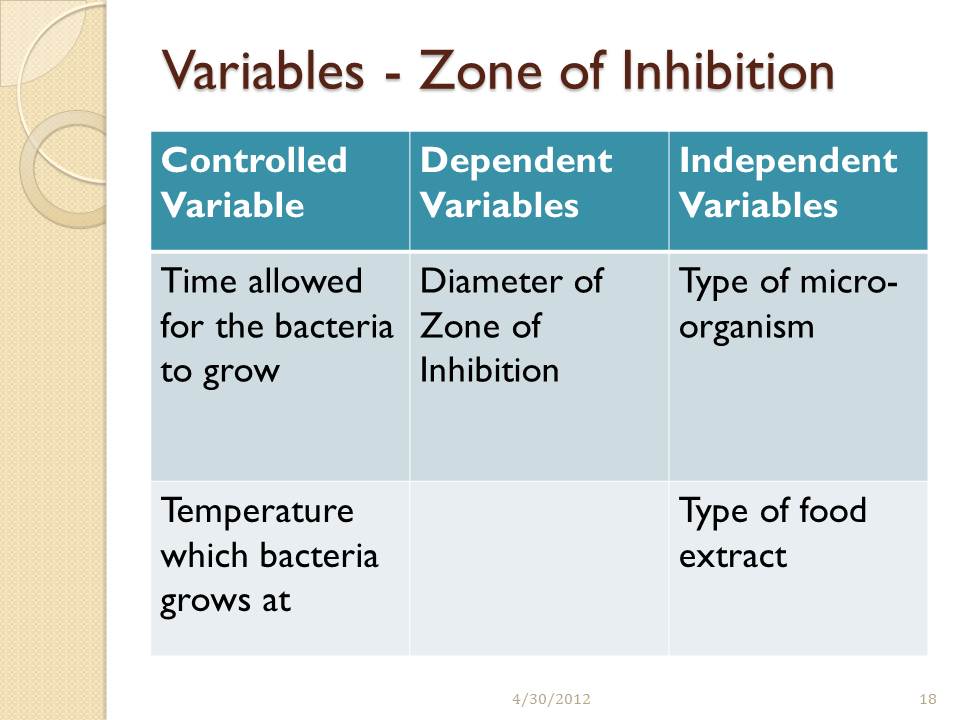 Variables - Zone of Inhibition
Controlled
Variable
Dependent
Variables
Independent
Variables
Time allowed
for the bacteria
to grow
Diameter of
Zone of
Inhibition
Type of micro-
organism
Temperature
which bacteria
grows at
Type of food
extract
4/30/2012
18